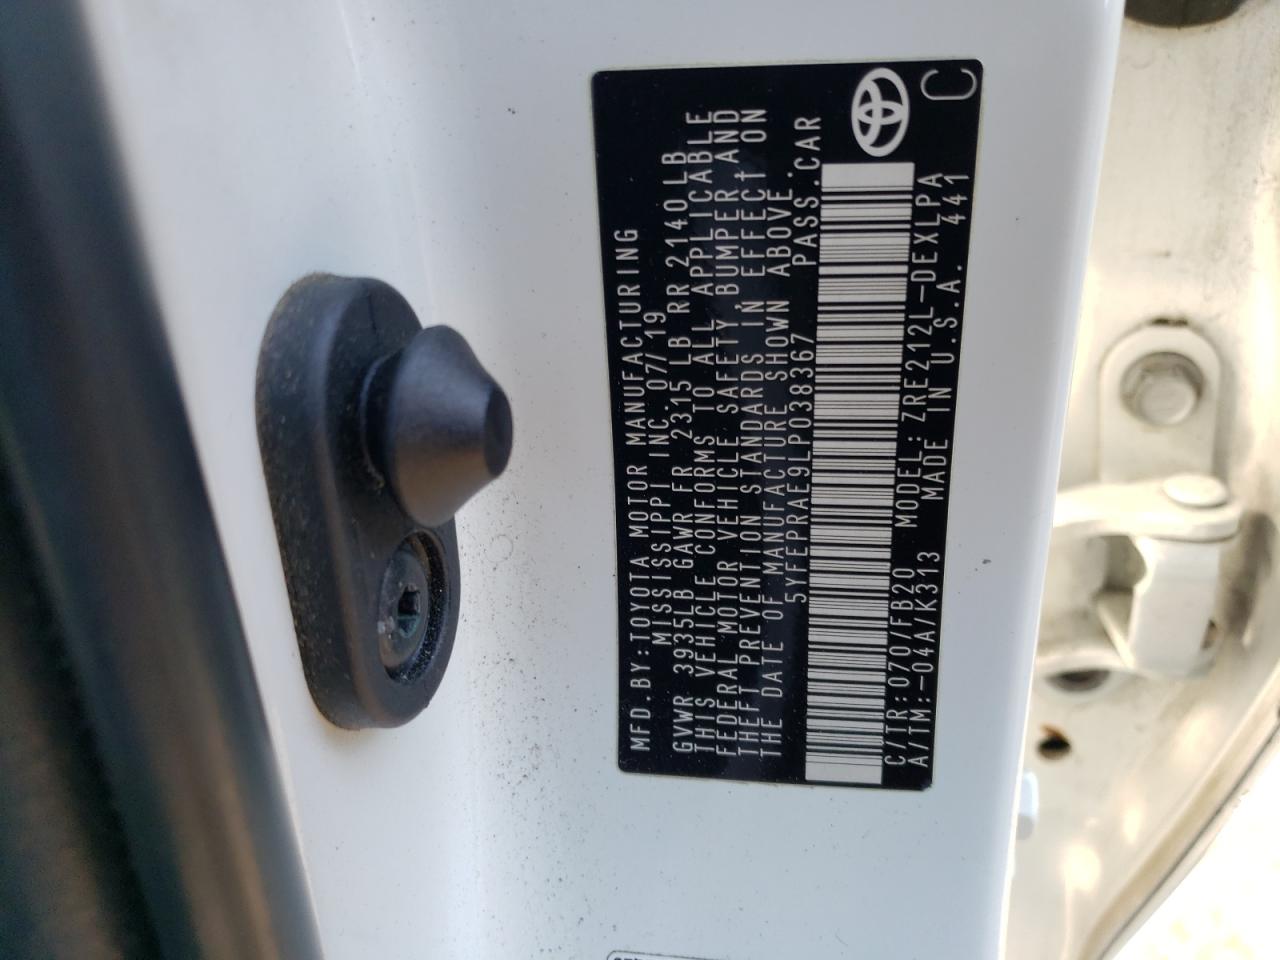 MFD.BY:TOYOTA MOTOR MANUFACTURING
MISSISSIPPI INC.07/19
GVWR 3935LB GAWR FR 2315 LB RR 2140LB
THIS VEHICLE CONFORMS TO ALL APPLICABLE
FEDERAL MOTOR VEHICLE SAFETY,BUMPER AND
THEFT PREVENTION STANDARDS IN EFFECT ON
THE DATE OF MANUFACTURE SHOWN ABOVE.
5YFEPRAE9LP038367 PASS.CAR
C/TR:070/FB20 MODEL:ZRE212L-DEXLPA
A/TM:-04A/K313 MADE IN U.S.A. 441
C